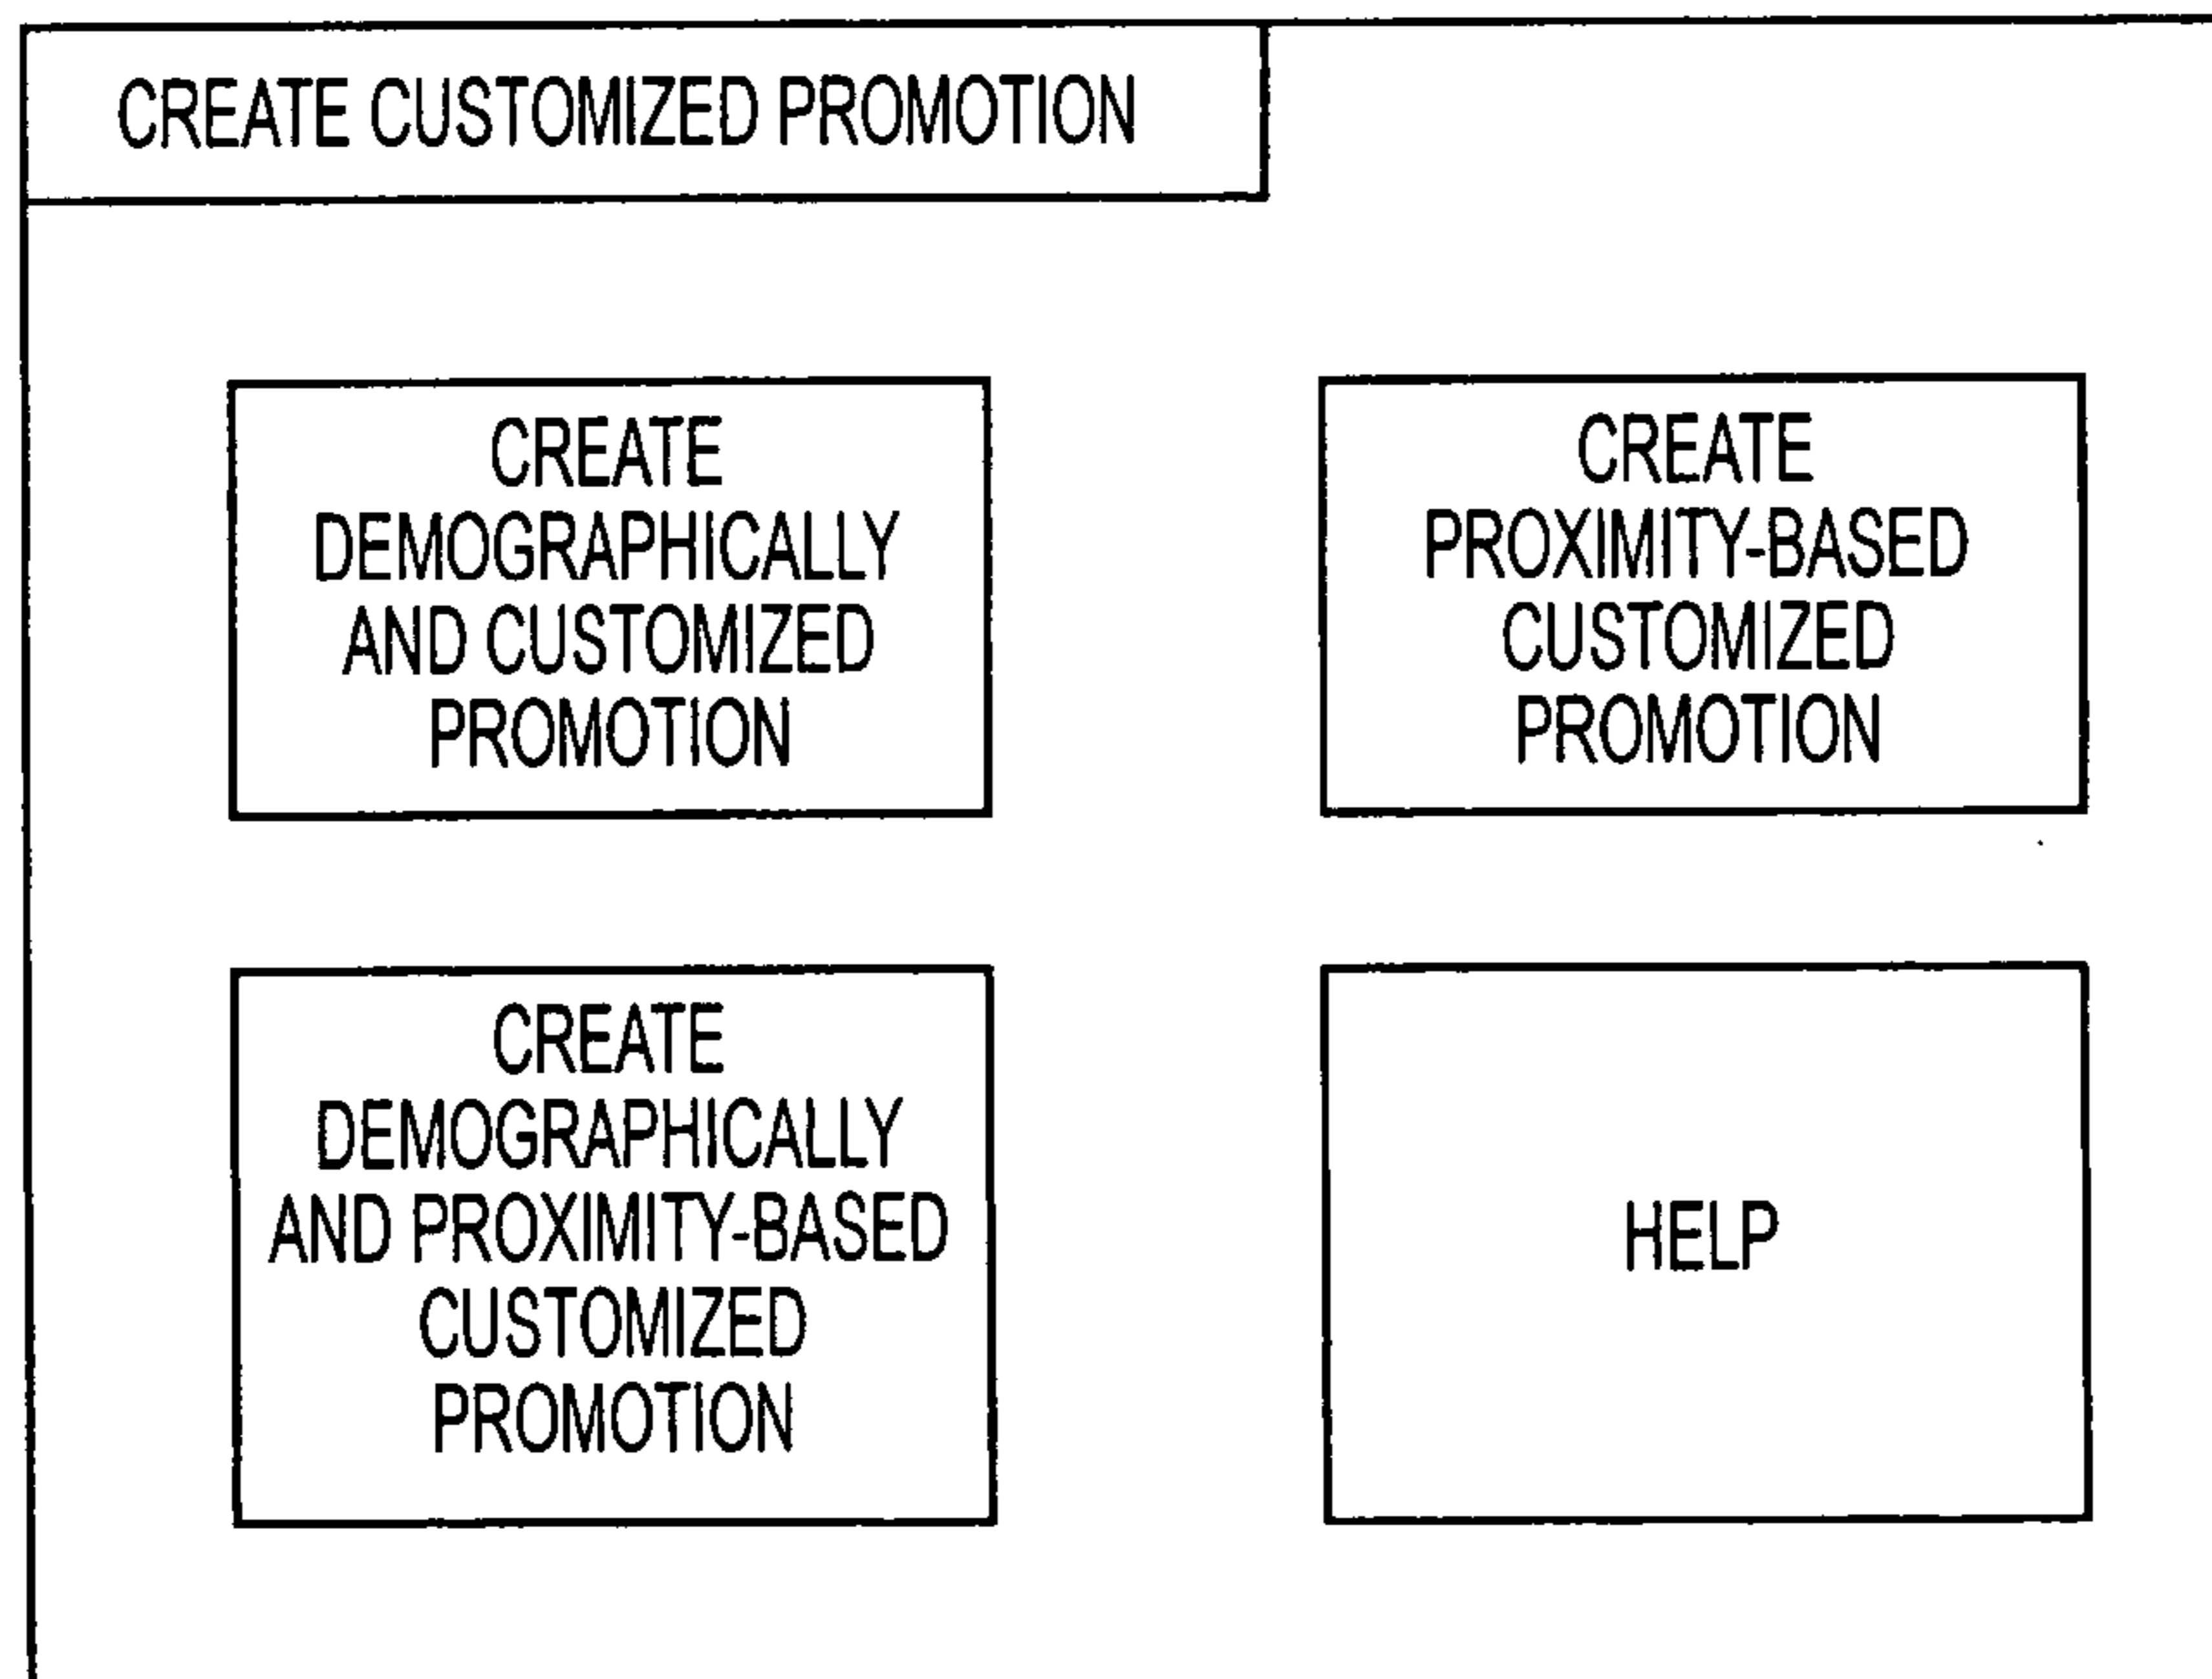 CREATE CUSTOMIZED PROMOTION
CREATE
DEMOGRAPHICALLY
AND CUSTOMIZED
PROMOTION
CREATE
PROXIMITY-BASED
CUSTOMIZED
PROMOTION
CREATE
DEMOGRAPHICALLY
AND PROXIMITY-BASED
CUSTOMIZED
PROMOTION
HELP